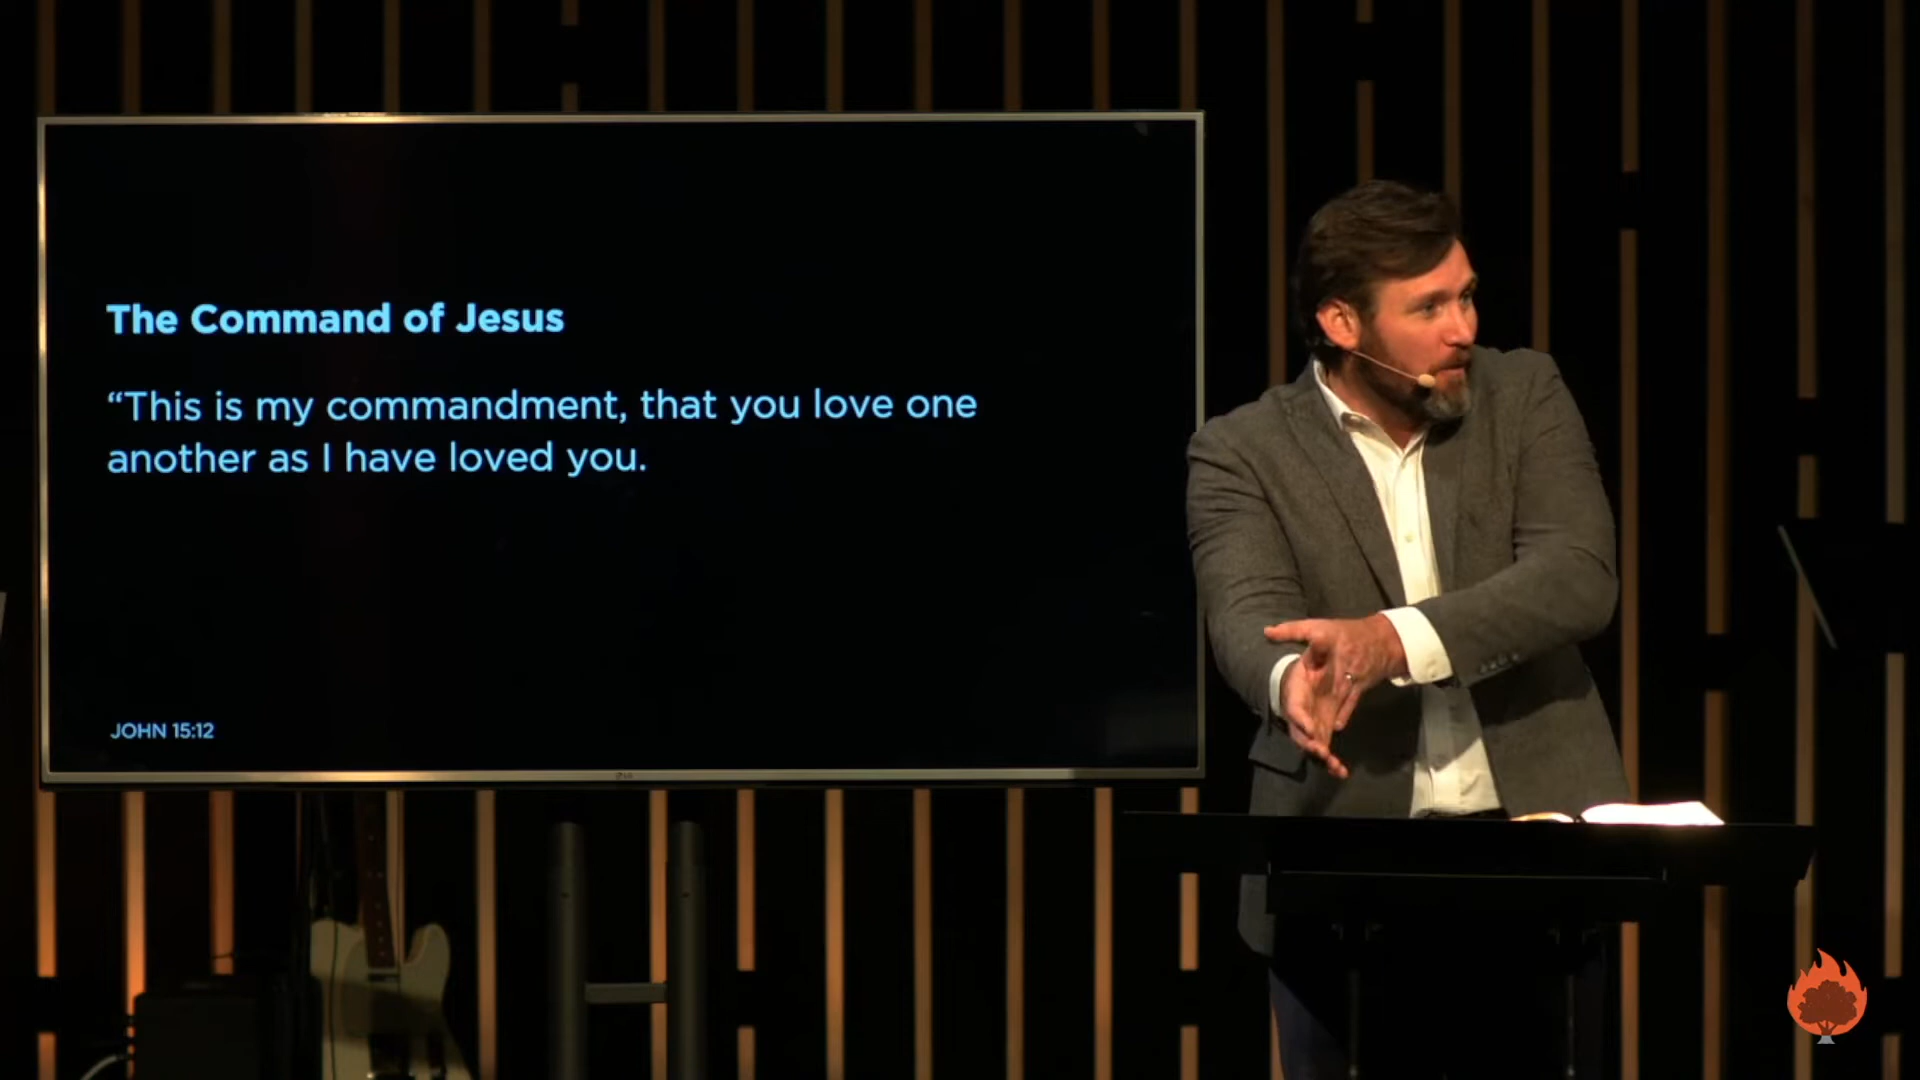 The Command of Jesus
“This is my commandment, that you love one
another as I have loved you.
JOHN 15:12
LG